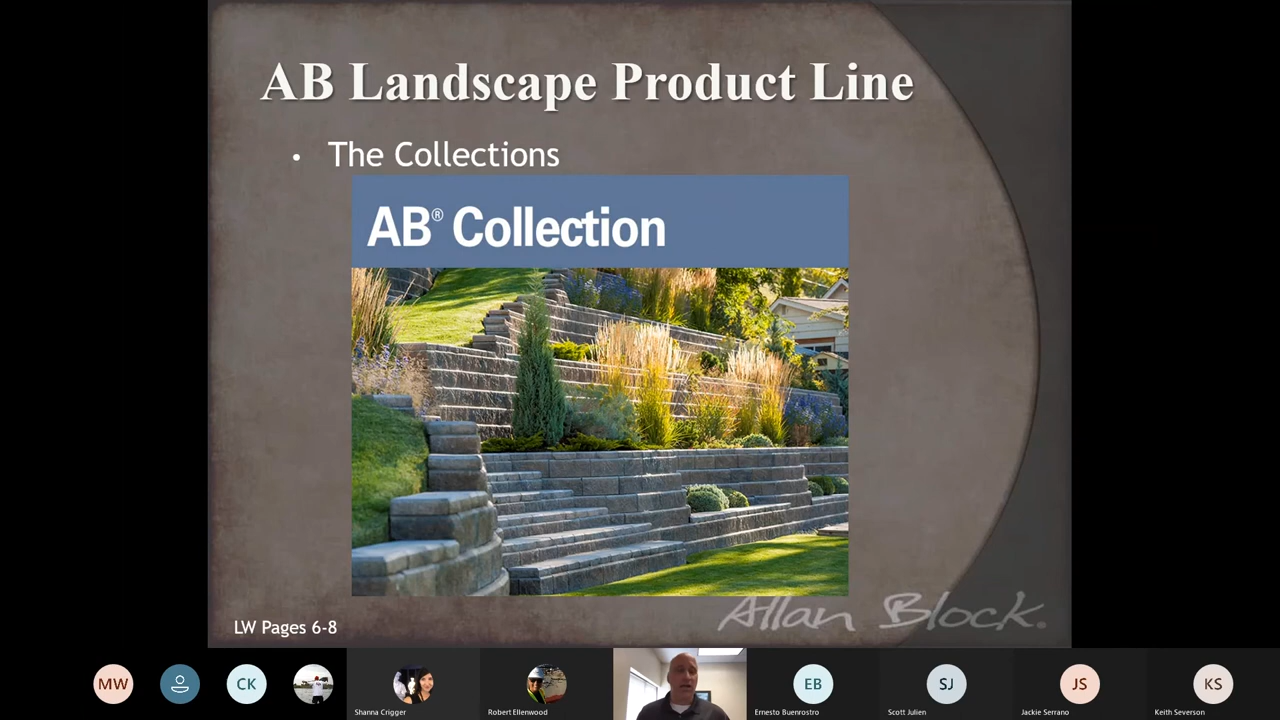 AB Landscape Product Line
• The Collections
AB® Collection
LW Pages 6-8
Allan Block.
MW
CK
Shanna Crigger
Robert Ellenwood
EB
Ernesto Buenrostro
SJ
Scott Julien
JS
Jackie Serrano
KS
Keith Severson